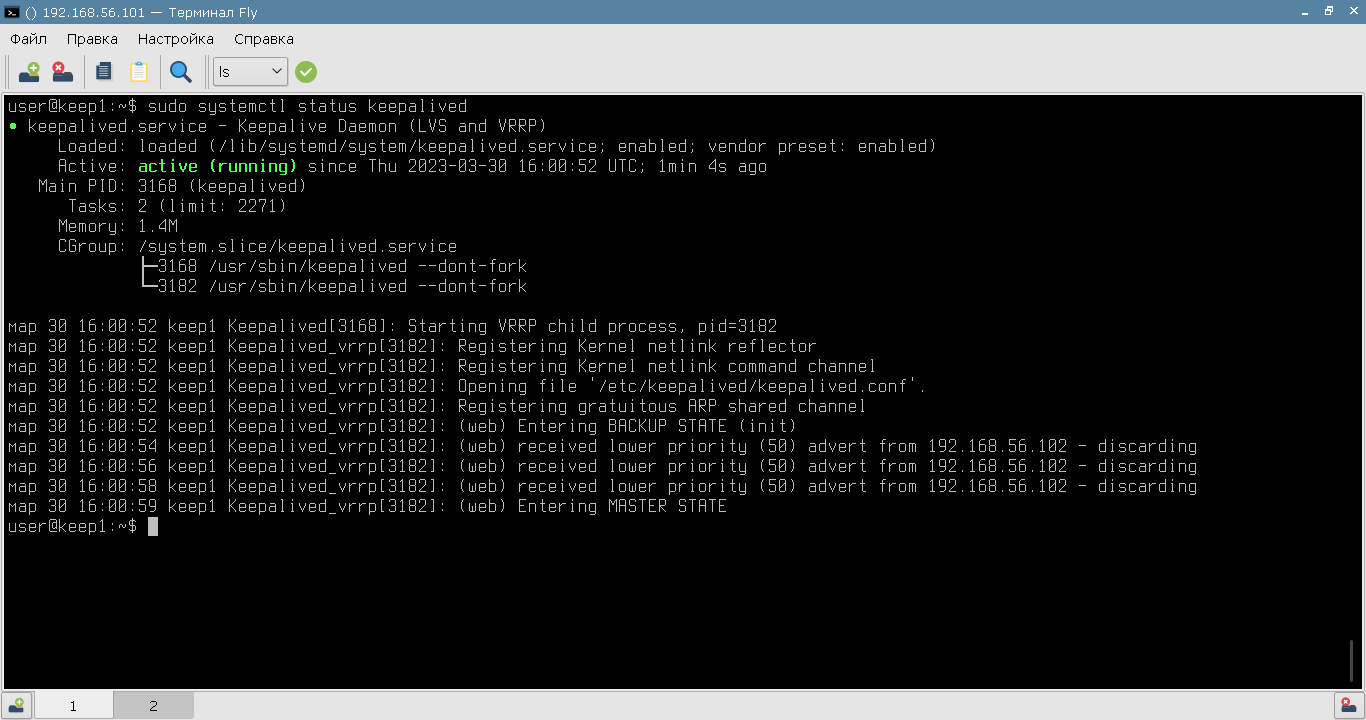 () 192.168.56.101 — Терминал Fly
Файл Правка Настройка Справка
ls
user@keep1:~$ sudo systemctl status keepalived
● keepalived.service - Keepalive Daemon (LVS and VRRP)
Loaded: loaded (/lib/systemd/system/keepalived.service; enabled; vendor preset: enabled)
Active: active (running) since Thu 2023-03-30 16:00:52 UTC; 1min 4s ago
Main PID: 3168 (keepalived)
Tasks: 2 (limit: 2271)
Memory: 1.4M
CGroup: /system.slice/keepalived.service
├─3168 /usr/sbin/keepalived --dont-fork
└─3182 /usr/sbin/keepalived --dont-fork
мар 30 16:00:52 keep1 Keepalived[3168]: Starting VRRP child process, pid=3182
мар 30 16:00:52 keep1 Keepalived_vrrp[3182]: Registering Kernel netlink reflector
мар 30 16:00:52 keep1 Keepalived_vrrp[3182]: Registering Kernel netlink command channel
мар 30 16:00:52 keep1 Keepalived_vrrp[3182]: Opening file '/etc/keepalived/keepalived.conf'.
мар 30 16:00:52 keep1 Keepalived_vrrp[3182]: Registering gratuitous ARP shared channel
мар 30 16:00:52 keep1 Keepalived_vrrp[3182]: (web) Entering BACKUP STATE (init)
мар 30 16:00:54 keep1 Keepalived_vrrp[3182]: (web) received lower priority (50) advert from 192.168.56.102 - discarding
мар 30 16:00:56 keep1 Keepalived_vrrp[3182]: (web) received lower priority (50) advert from 192.168.56.102 - discarding
мар 30 16:00:58 keep1 Keepalived_vrrp[3182]: (web) received lower priority (50) advert from 192.168.56.102 - discarding
мар 30 16:00:59 keep1 Keepalived_vrrp[3182]: (web) Entering MASTER STATE
user@keep1:~$
1 2